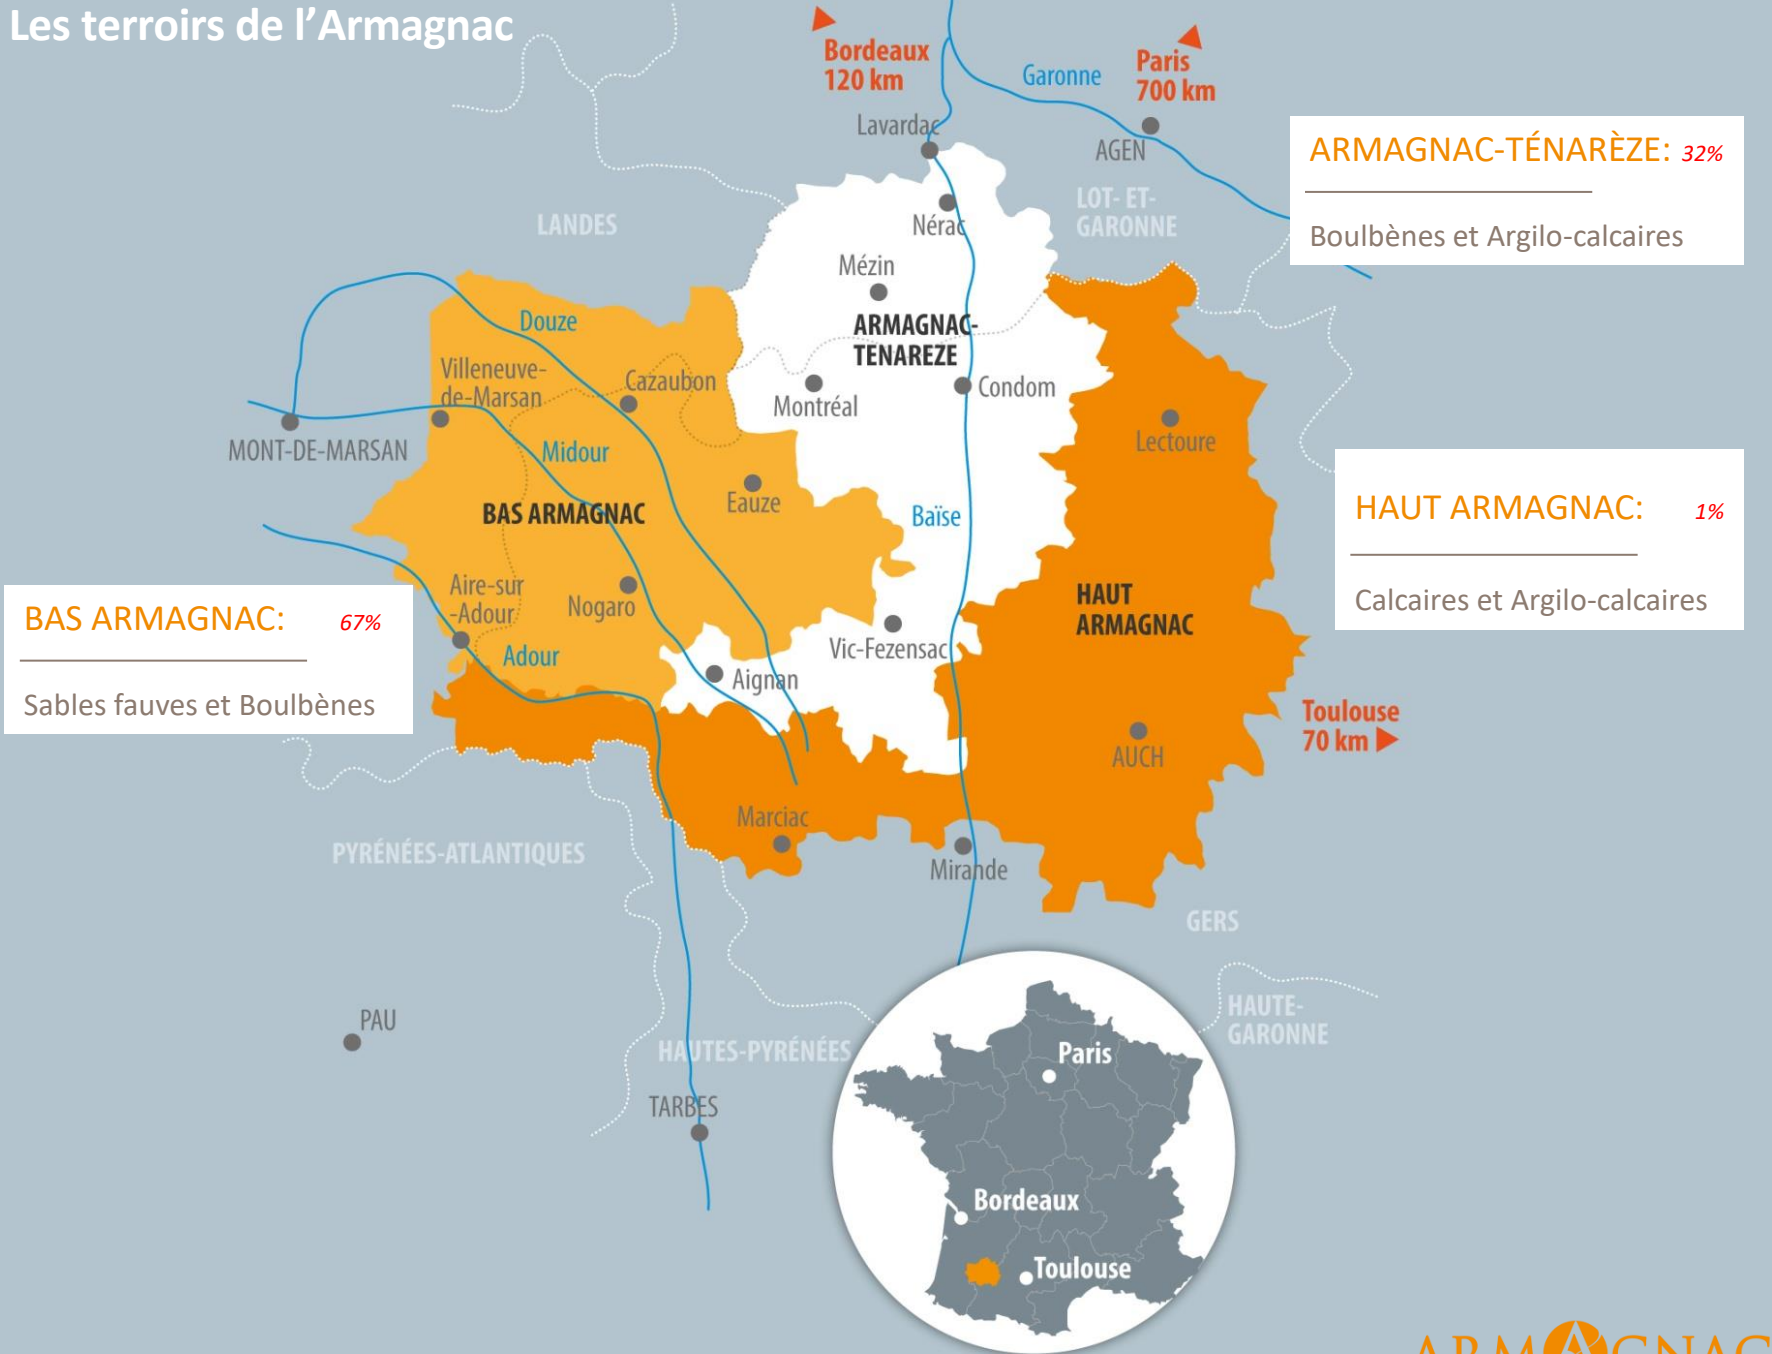 Les terroirs de l’Armagnac
Bordeaux
120 km
Garonne
Paris
700 km
Lavardac
AGEN
ARMAGNAC-TÉNARÈZE: 32%
Boulbènes et Argilo-calcaires
LANDES
LOT- ET-
GARONNE
Nérac
Mézin
ARMAGNAC-
TENAREZE
Douze
Villeneuve-
de-Marsan
Cazaubon
Montréal
Condom
Lectoure
MONT-DE-MARSAN
Midour
Eauze
BAS ARMAGNAC
Baïse
HAUT ARMAGNAC: 1%
Calcaires et Argilo-calcaires
Aire-sur
-Adour
Nogaro
HAUT
ARMAGNAC
BAS ARMAGNAC: 67%
Sables fauves et Boulbènes
Adour
Vic-Fezensac
Aignan
Toulouse
70 km
AUCH
Marciac
PYRÉNÉES-ATLANTIQUES
Mirande
GERS
PAU
HAUTES-PYRÉNÉES
HAUTE-
GARONNE
TARBES
Paris
Bordeaux
Toulouse
ARMAGNAC